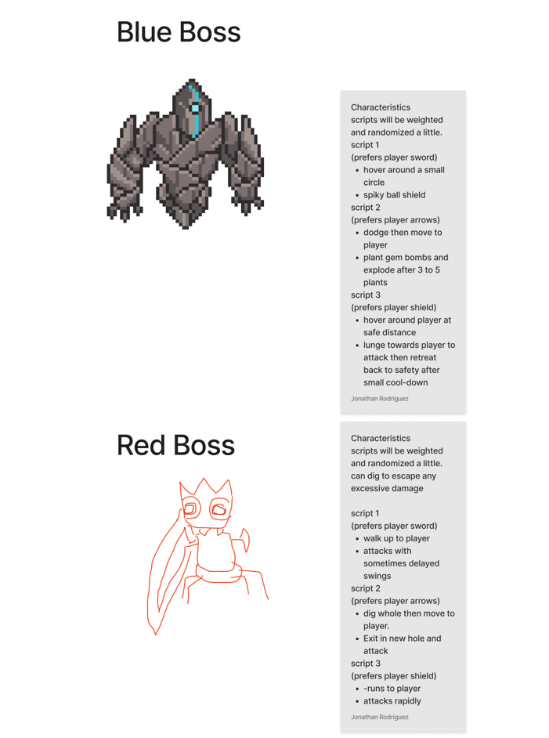 Blue Boss
Characteristics
scripts will be weighted
and randomized a little.
script 1
(prefers player sword)
• hover around a small
circle
• spiky ball shield
script 2
(prefers player arrows)
• dodge then move to
player
• plant gem bombs and
explode after 3 to 5
plants
script 3
(prefers player shield)
• hover around player at
safe distance
• lunge towards player to
attack then retreat
back to safety after
small cool-down
Jonathan Rodriguez
Red Boss
Characteristics
scripts will be weighted
and randomized a little.
can dig to escape any
excessive damage
script 1
(prefers player sword)
• walk up to player
• attacks with
sometimes delayed
swings
script 2
(prefers player arrows)
• dig whole then move to
player.
• Exit in new hole and
attack
script 3
(prefers player shield)
• -runs to player
• attacks rapidly
Jonathan Rodriguez